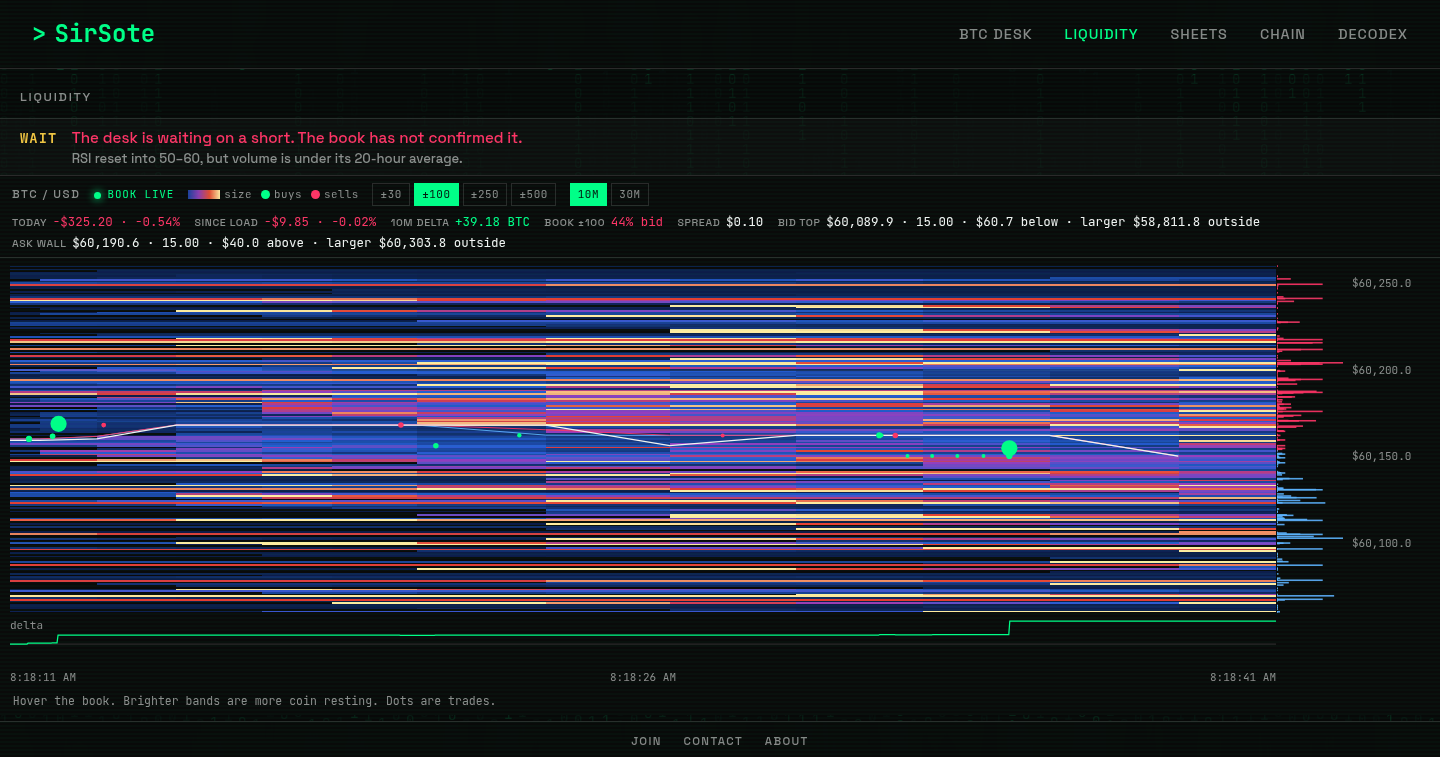 > SirSote
BTC DESK LIQUIDITY SHEETS CHAIN DECODEX
LIQUIDITY
WAIT The desk is waiting on a short. The book has not confirmed it.
RSI reset into 50–60, but volume is under its 20-hour average.
BTC / USD BOOK LIVE size buys sells ±30 ±100 ±250 ±500 10M 30M
TODAY -$325.20 · -0.54% SINCE LOAD -$9.85 · -0.02% 10M DELTA +39.18 BTC BOOK ±100 44% bid SPREAD $0.10 BID TOP $60,089.9 · 15.00 · $60.7 below · larger $58,811.8 outside
ASK WALL $60,190.6 · 15.00 · $40.0 above · larger $60,303.8 outside
$60,250.0
$60,200.0
$60,150.0
$60,100.0
delta
8:18:11 AM 8:18:26 AM 8:18:41 AM
Hover the book. Brighter bands are more coin resting. Dots are trades.
JOIN CONTACT ABOUT